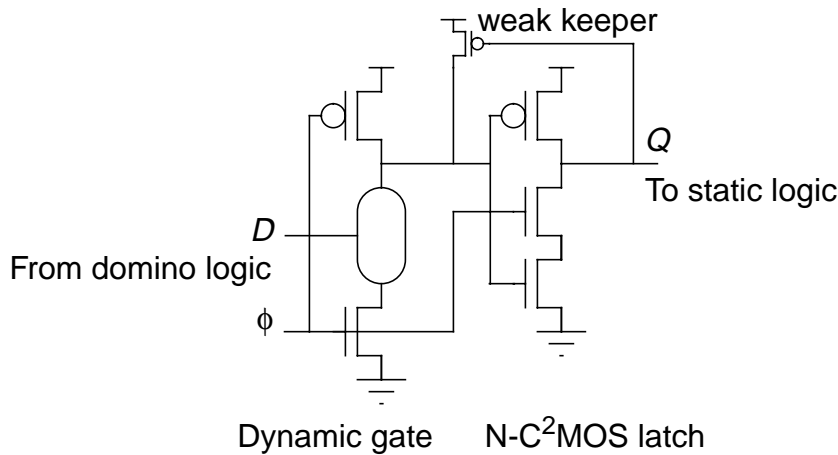 weak keeper
Q
To static logic
D
From domino logic
ϕ
Dynamic gate
N-C²MOS latch